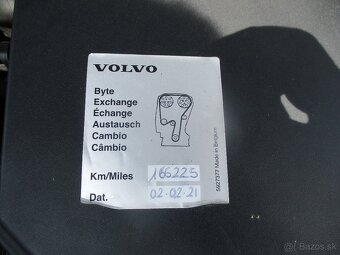 VOLVO
Byte
Exchange
Échange
Austausch
Cambio
Câmbio
Km/Miles 166225
Dat. 02.02.21
5927377 Made in Belgium
© Bazos.sk